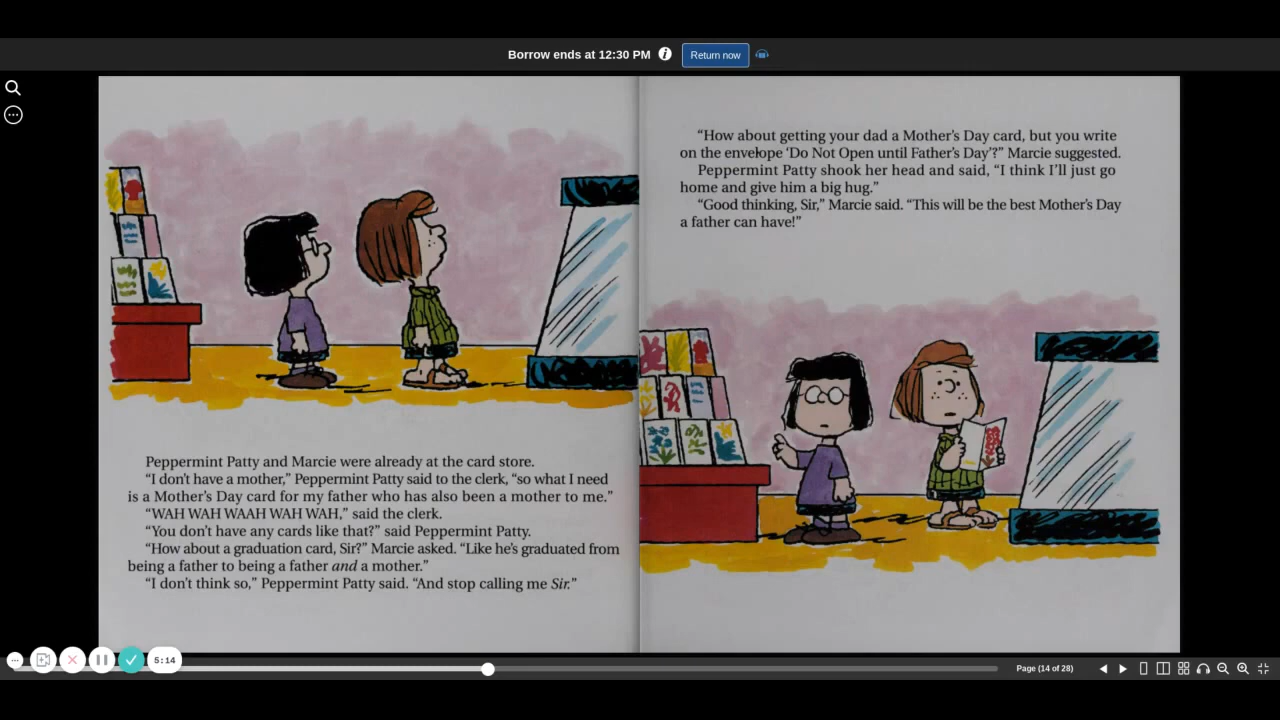 Borrow ends at 12:30 PM
Return now
Peppermint Patty and Marcie were already at the card store.
“I don’t have a mother,” Peppermint Patty said to the clerk, “so what I need
is a Mother’s Day card for my father who has also been a mother to me.”
“WAH WAH WAAH WAH WAH,” said the clerk.
“You don’t have any cards like that?” said Peppermint Patty.
“How about a graduation card, Sir?” Marcie asked. “Like he’s graduated from
being a father to being a father and a mother.”
“I don’t think so,” Peppermint Patty said. “And stop calling me Sir.”
“How about getting your dad a Mother’s Day card, but you write
on the envelope ‘Do Not Open until Father’s Day’?” Marcie suggested.
Peppermint Patty shook her head and said, “I think I’ll just go
home and give him a big hug.”
“Good thinking, Sir,” Marcie said. “This will be the best Mother’s Day
a father can have!”
5:14
Page (14 of 28)